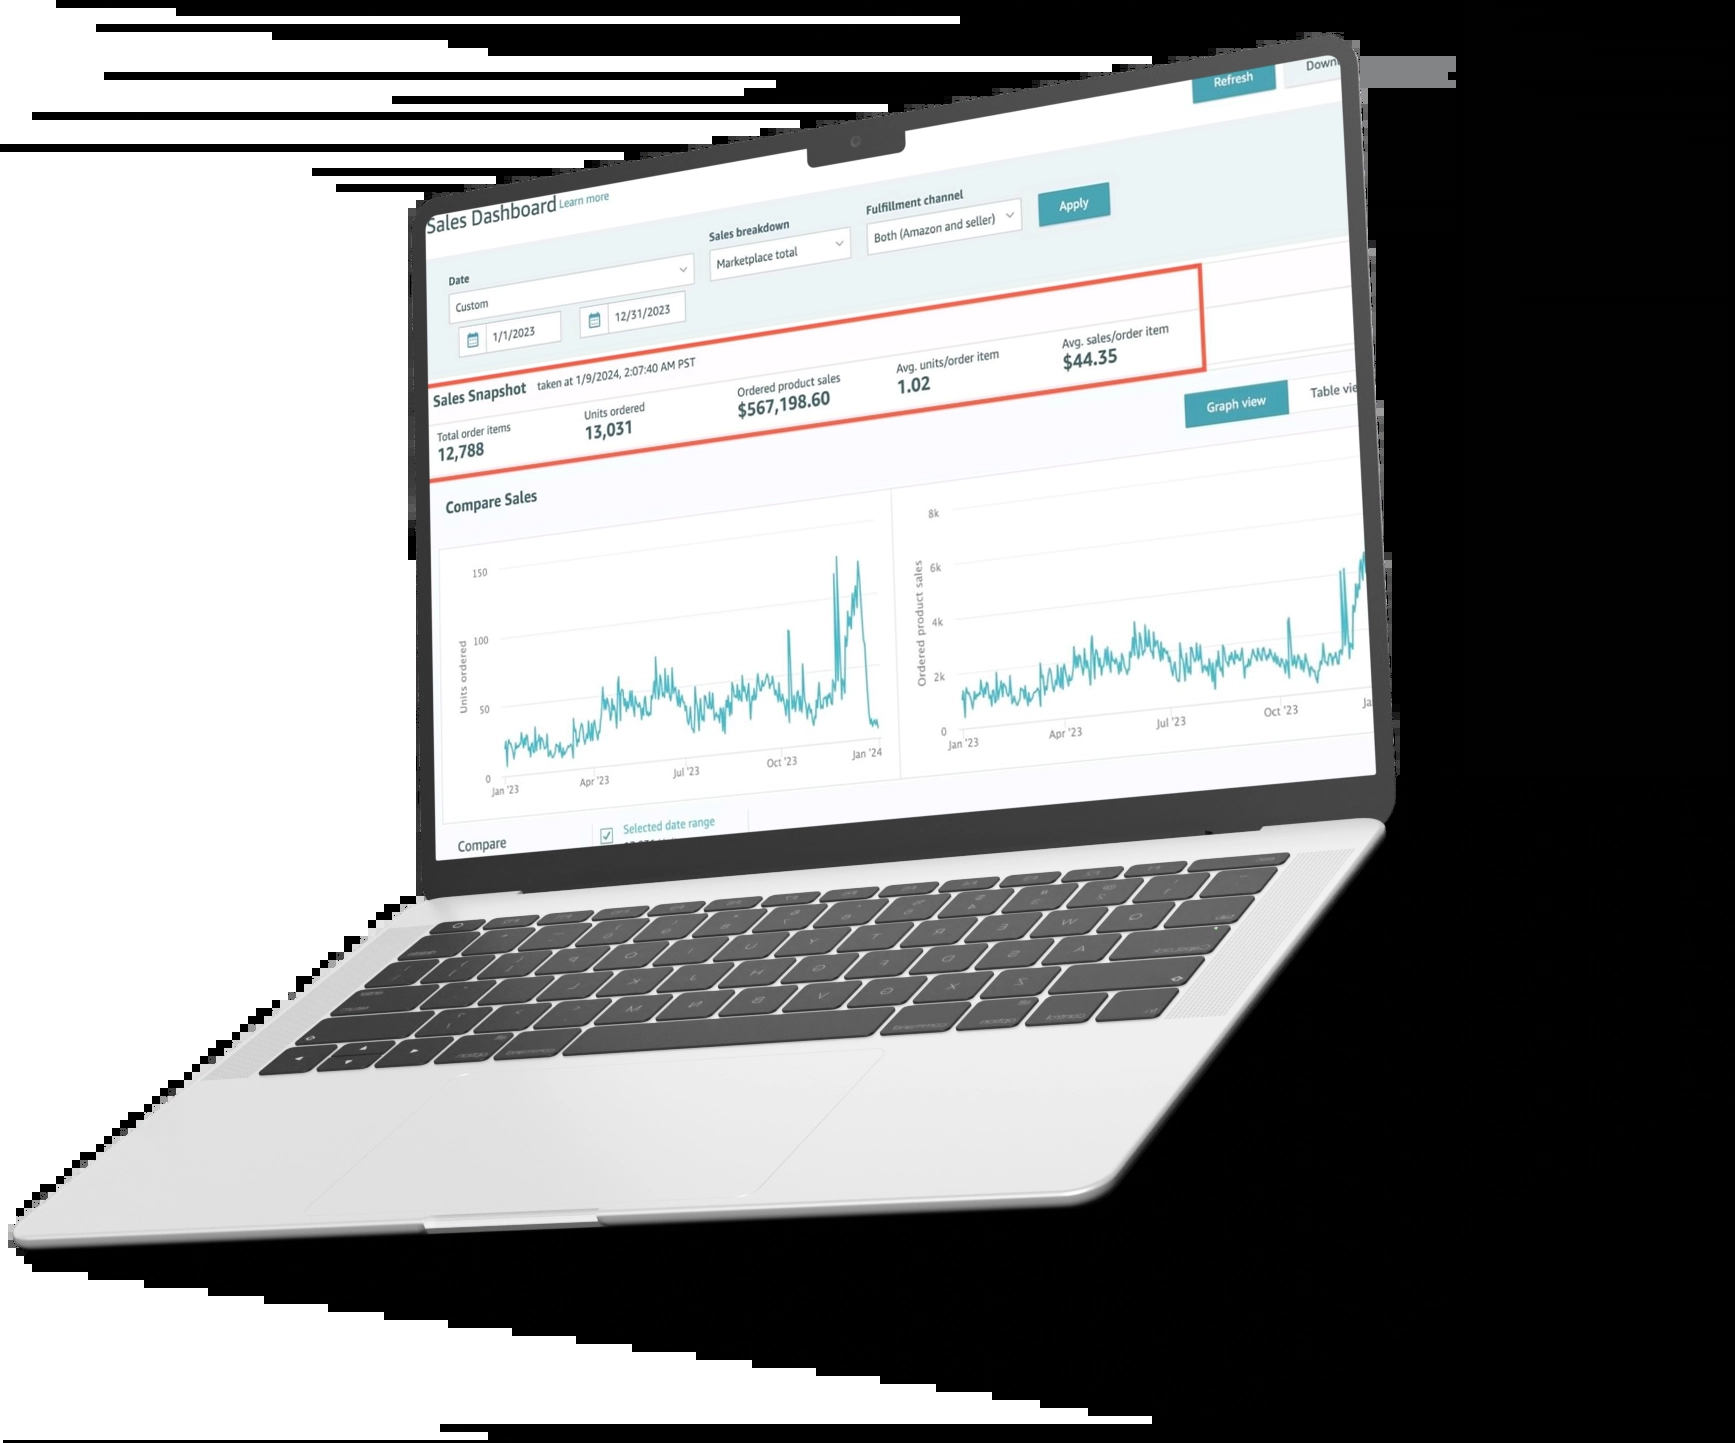 Refresh
Down
Sales Dashboard Learn more
Date
Custom
1/1/2023
12/31/2023
Sales breakdown
Marketplace total
Fulfillment channel
Both (Amazon and seller)
Apply
Sales Snapshot taken at 1/9/2024, 2:07:40 AM PST
Total order items
12,788
Units ordered
13,031
Ordered product sales
$567,198.60
Avg. units/order item
1.02
Avg. sales/order item
$44.35
Graph view
Table vie
Compare Sales
Units ordered
150
100
50
0
Jan '23
Apr '23
Jul '23
Oct '23
Jan '24
Ordered product sales
8k
6k
4k
2k
0
Jan '23
Apr '23
Jul '23
Oct '23
Ja
Compare
Selected date range